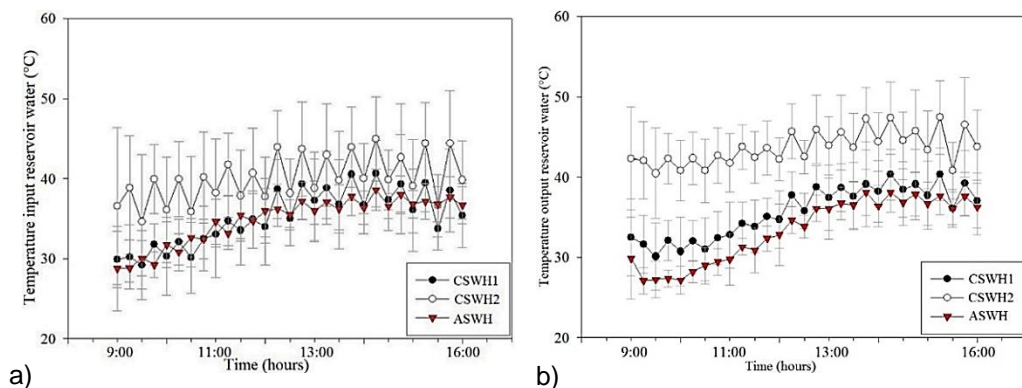 60
50
40
30
20
Temperature input reservoir water (°C)
9:00
11:00
13:00
16:00
Time (hours)
CSWH1
CSWH2
ASWH
a)
60
50
40
30
20
Temperature output reservoir water (°C)
9:00
11:00
13:00
16:00
Time (hours)
CSWH1
CSWH2
ASWH
b)